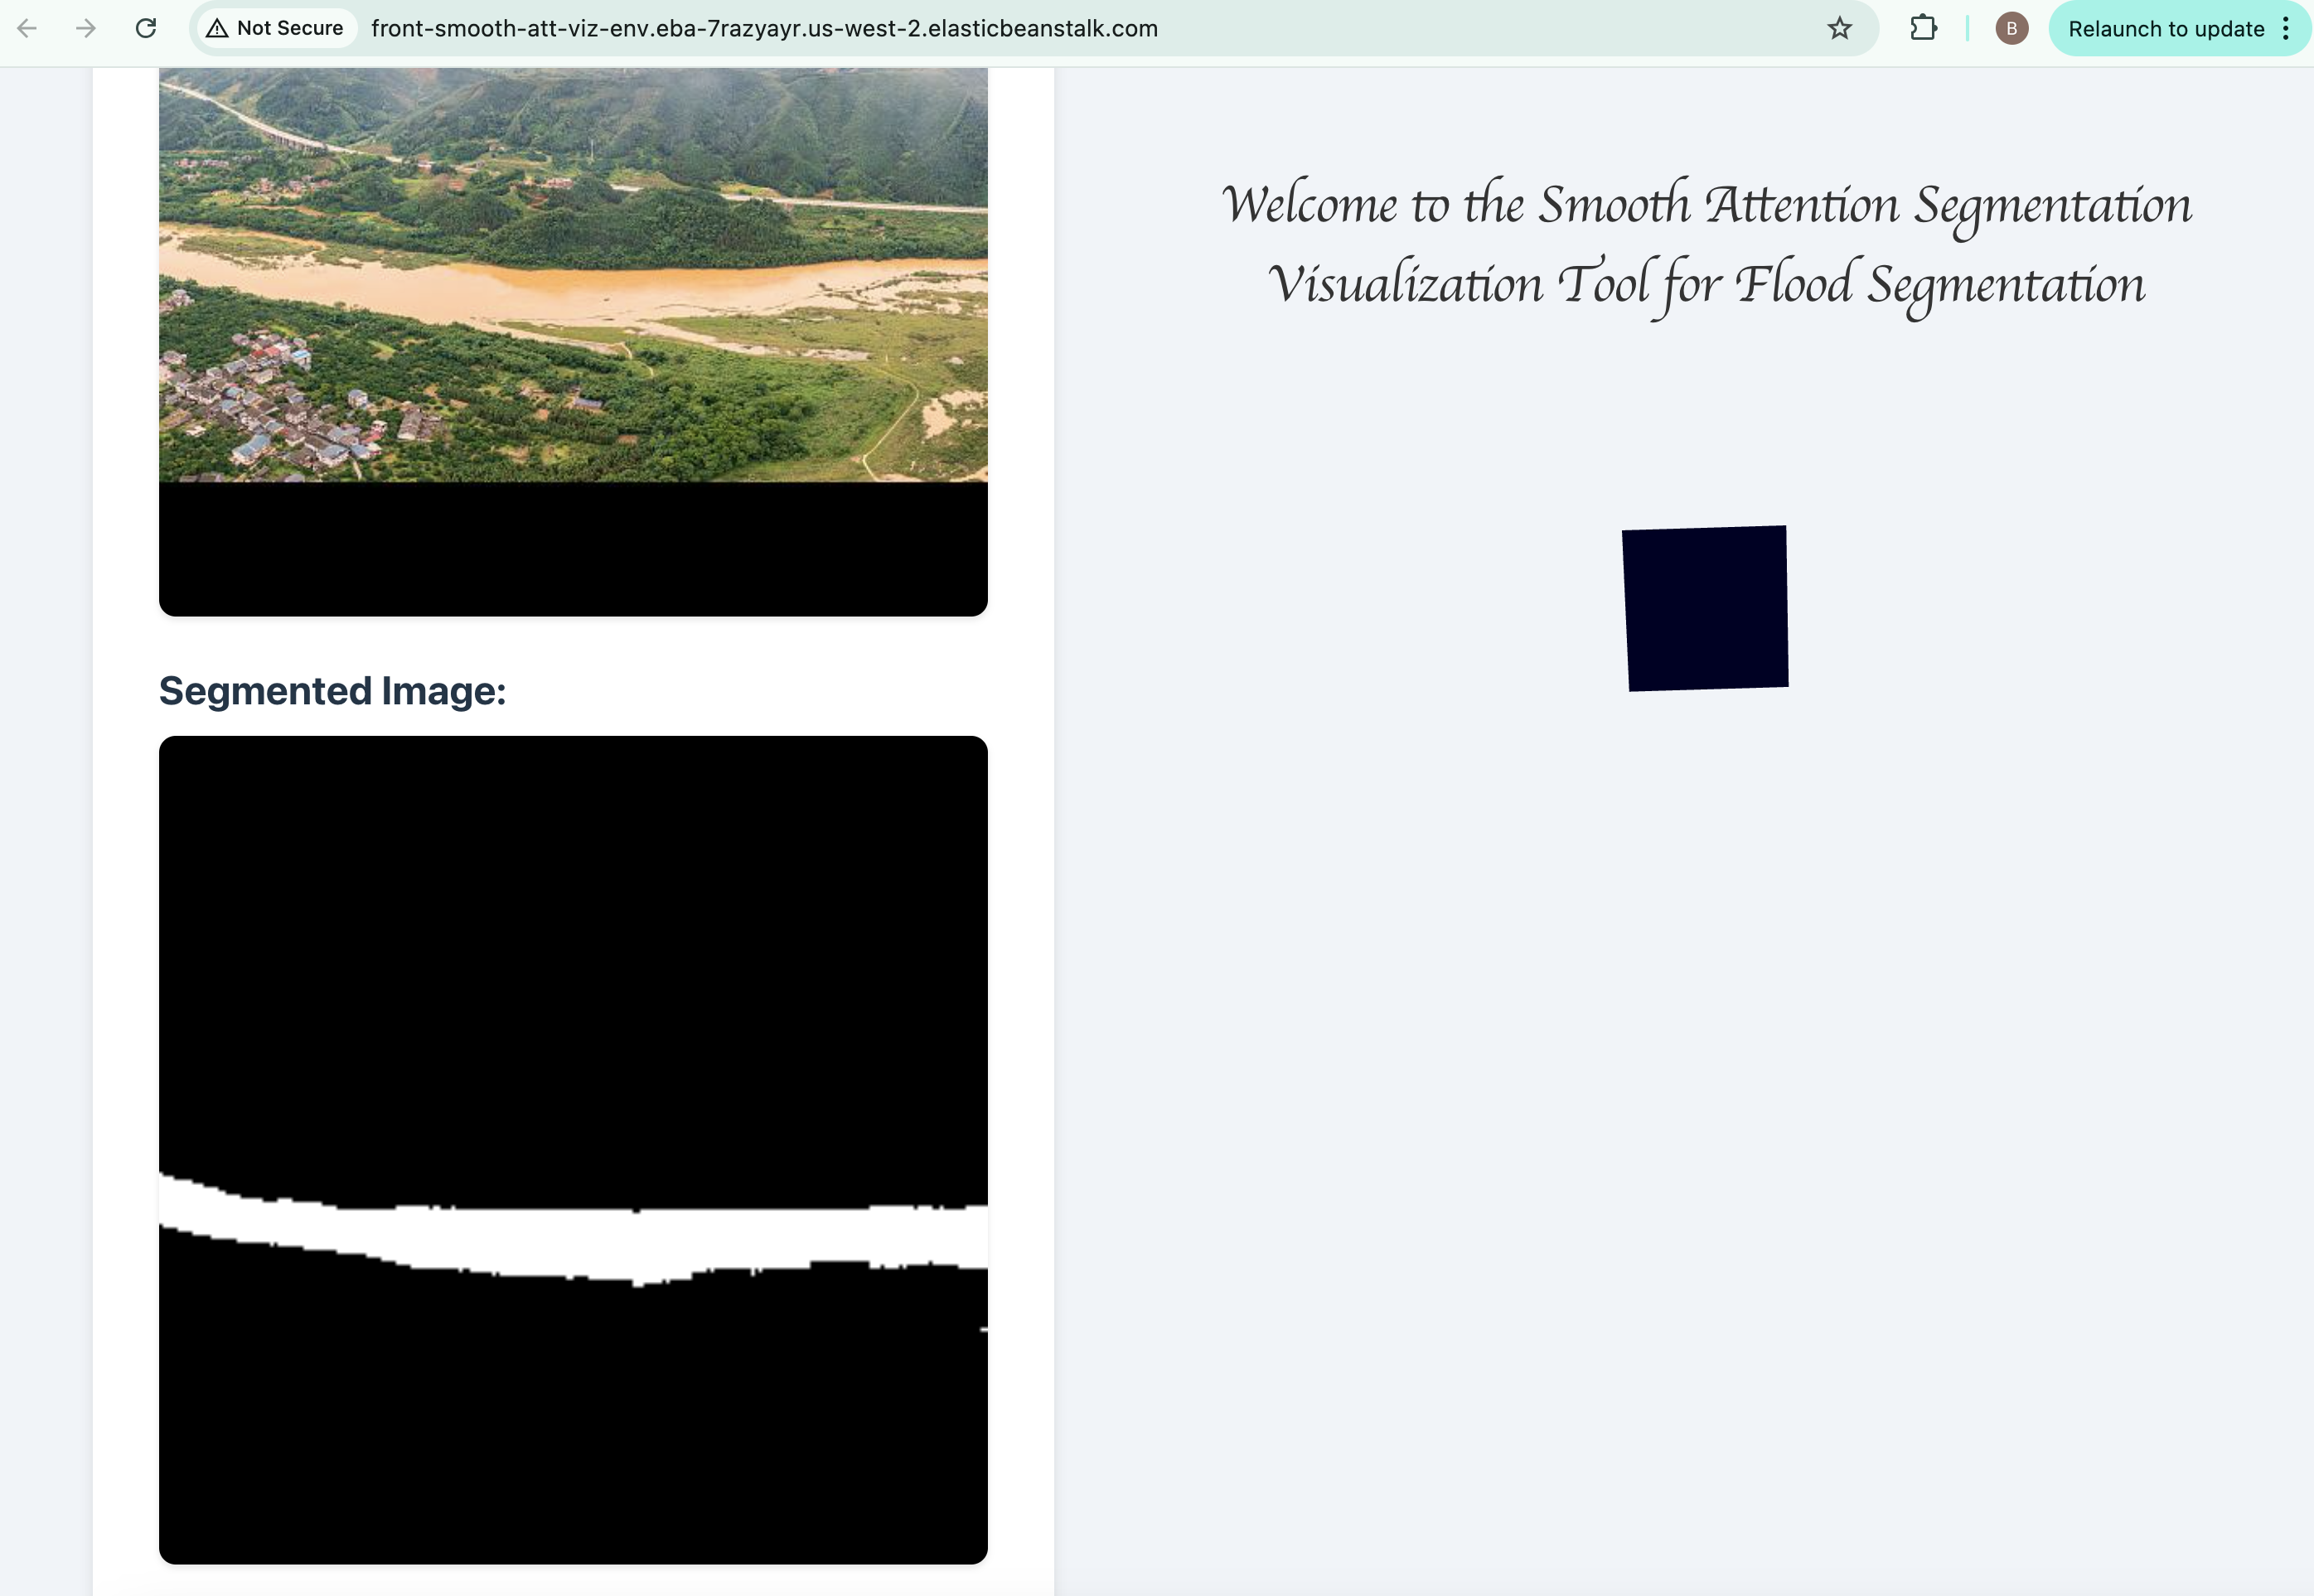 Not Secure
front-smooth-att-viz-env.eba-7razyayr.us-west-2.elasticbeanstalk.com
B
Relaunch to update
Welcome to the Smooth Attention Segmentation
Visualization Tool for Flood Segmentation
Segmented Image: